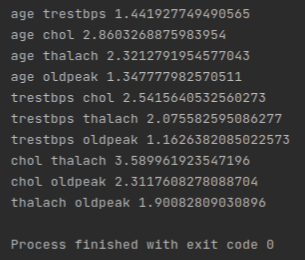 age trestbps 1.441927749490565
age chol 2.8603268875983954
age thalach 2.3212791954577043
age oldpeak 1.347777982570511
trestbps chol 2.5415640532560273
trestbps thalach 2.075582595086277
trestbps oldpeak 1.1626382085022573
chol thalach 3.589961923547196
chol oldpeak 2.3117608278088704
thalach oldpeak 1.90082809030896
Process finished with exit code 0